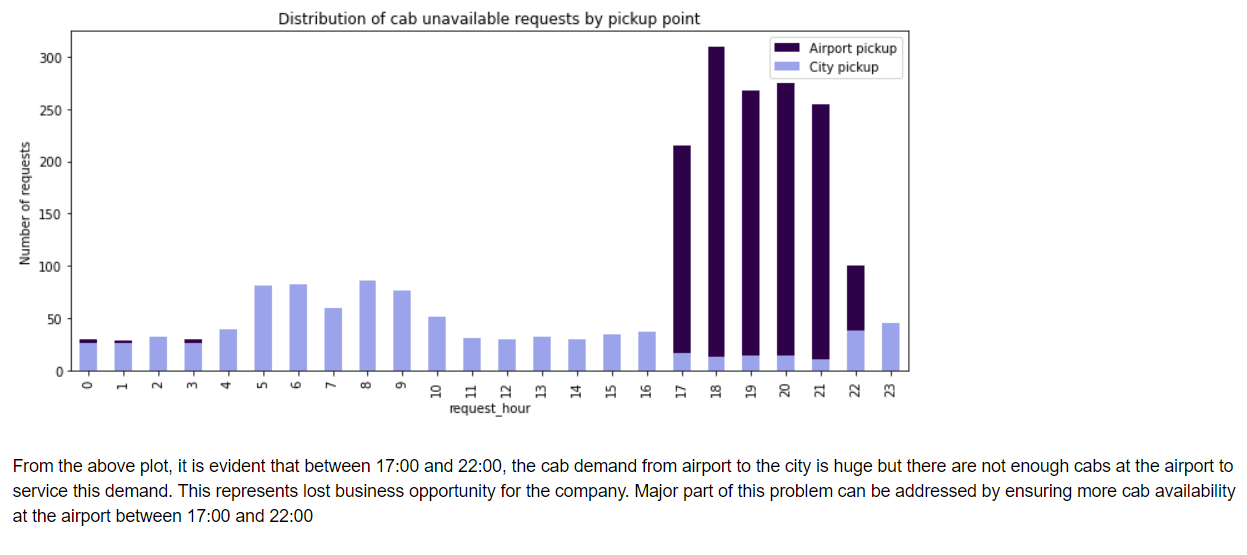 Distribution of cab unavailable requests by pickup point
300
250
200
150
100
50
0
Number of requests
Airport pickup
City pickup
0 1 2 3 4 5 6 7 8 9 10 11 12 13 14 15 16 17 18 19 20 21 22 23
request_hour
From the above plot, it is evident that between 17:00 and 22:00, the cab demand from airport to the city is huge but there are not enough cabs at the airport to
service this demand. This represents lost business opportunity for the company. Major part of this problem can be addressed by ensuring more cab availability
at the airport between 17:00 and 22:00